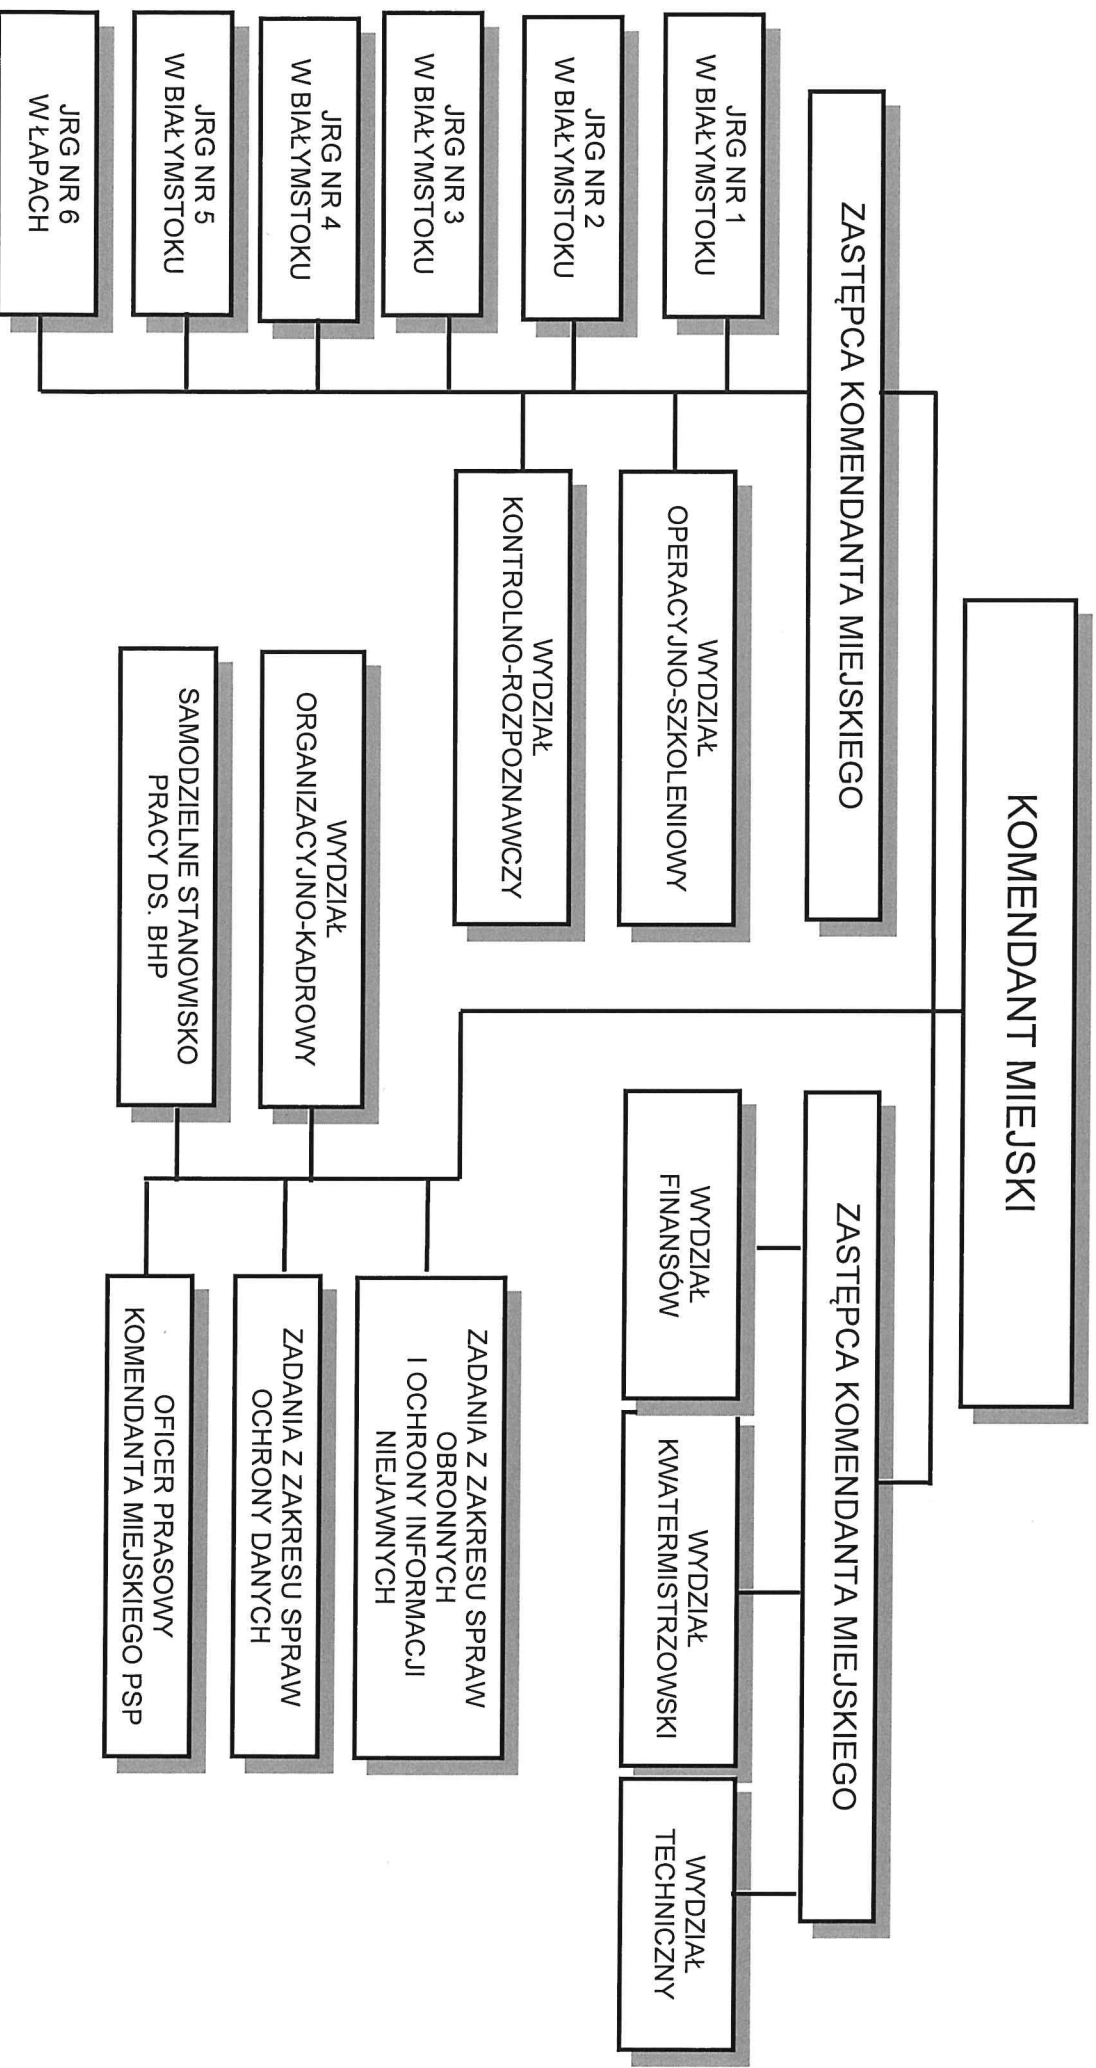 KOMENDANT MIEJSKI
ZASTĘPCA KOMENDANTA MIEJSKIEGO
ZASTĘPCA KOMENDANTA MIEJSKIEGO
JRG NR 1
W BIAŁYMSTOKU
JRG NR 2
W BIAŁYMSTOKU
JRG NR 3
W BIAŁYMSTOKU
JRG NR 4
W BIAŁYMSTOKU
JRG NR 5
W BIAŁYMSTOKU
JRG NR 6
W ŁAPACH
WYDZIAŁ
OPERACYJNO-SZKOLENIOWY
WYDZIAŁ
KONTROLNO-ROZPOZNAWCZY
WYDZIAŁ
FINANSÓW
WYDZIAŁ
KWATERMISTRZOWSKI
WYDZIAŁ
TECHNICZNY
WYDZIAŁ
ORGANIZACYJNO-KADROWY
SAMODZIELNE STANOWISKO
PRACY DS. BHP
ZADANIA Z ZAKRESU SPRAW
OBRONNYCH
I OCHRONY INFORMACJI
NIEJAWNYCH
ZADANIA Z ZAKRESU SPRAW
OCHRONY DANYCH
OFICER PRASOWY
KOMENDANTA MIEJSKIEGO PSP